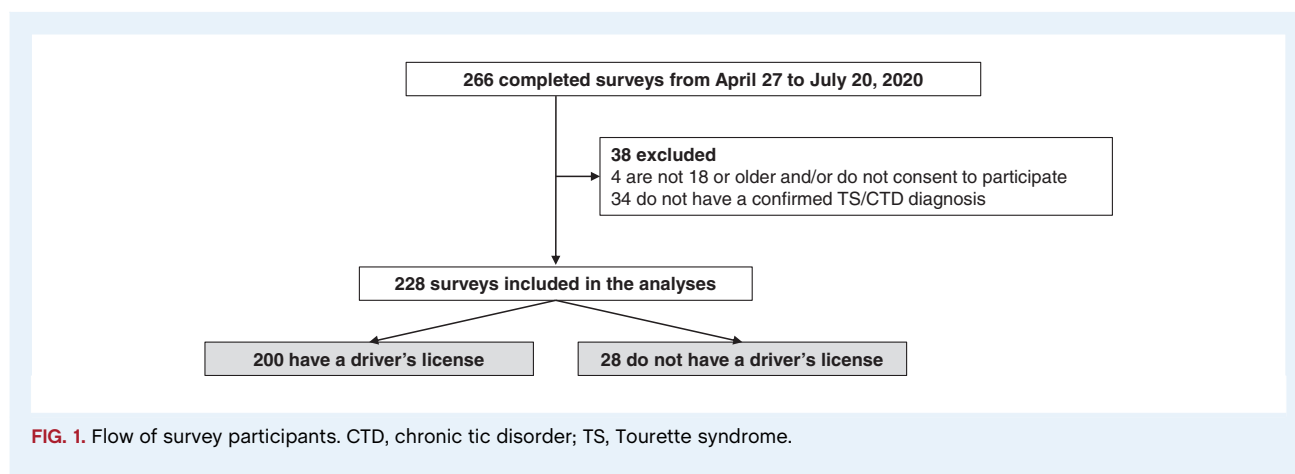 266 completed surveys from April 27 to July 20, 2020
38 excluded
4 are not 18 or older and/or do not consent to participate
34 do not have a confirmed TS/CTD diagnosis
228 surveys included in the analyses
200 have a driver's license
28 do not have a driver's license
FIG. 1. Flow of survey participants. CTD, chronic tic disorder; TS, Tourette syndrome.